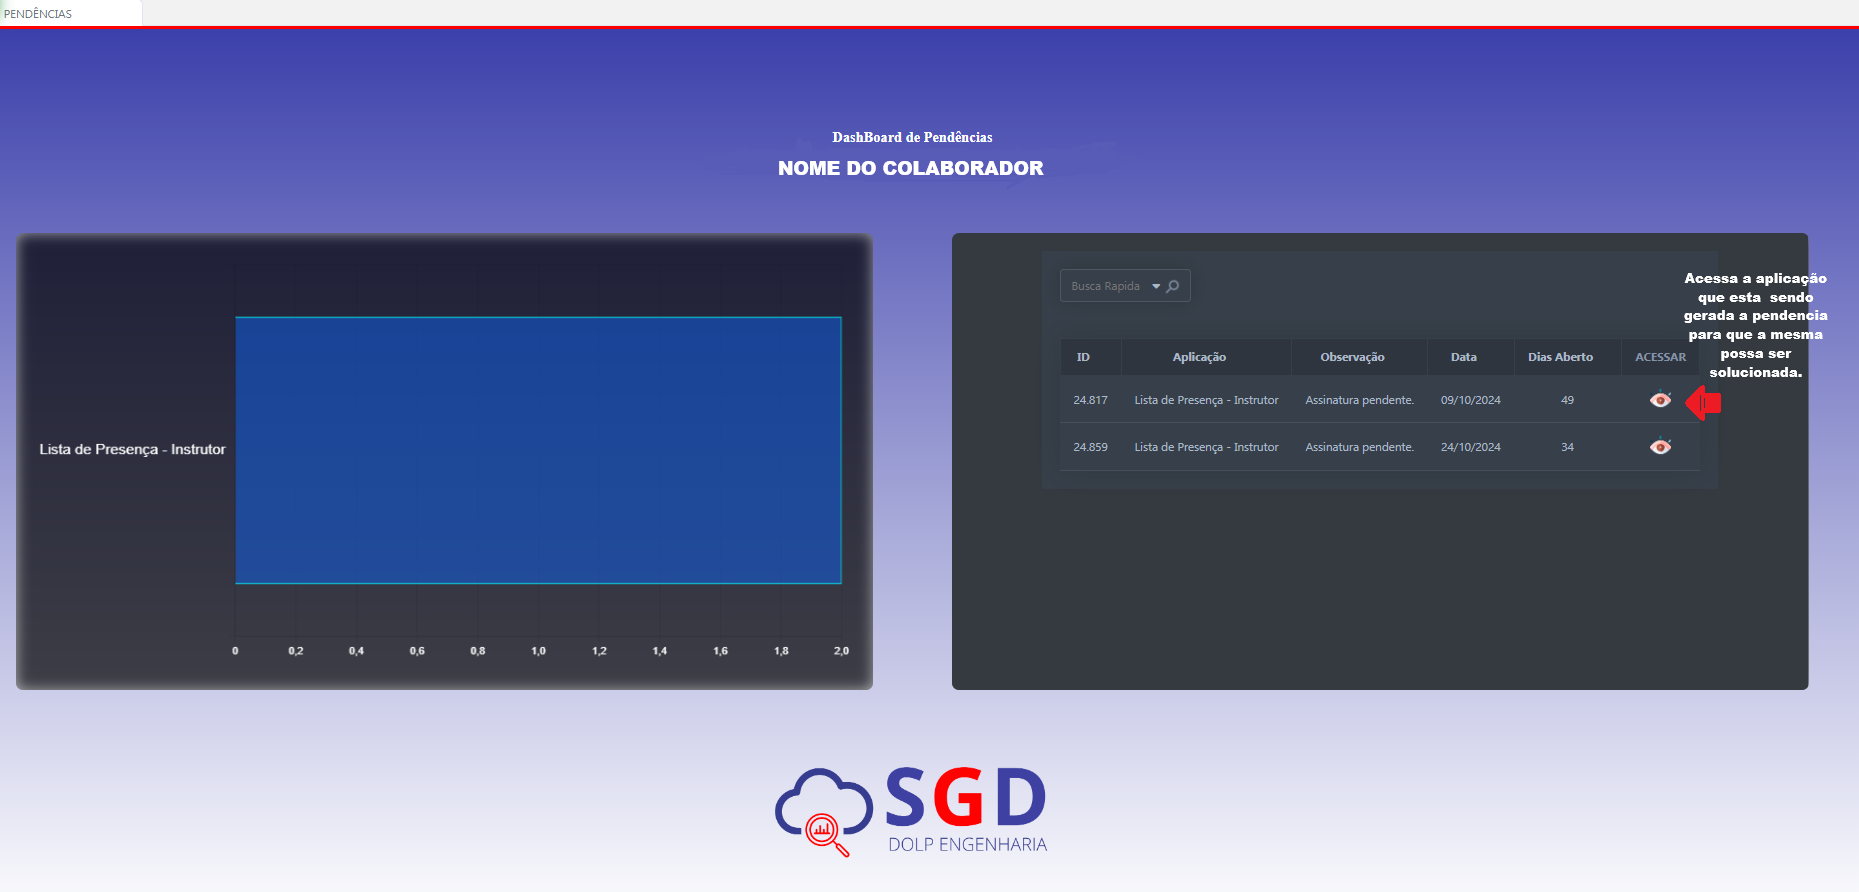 PENDÊNCIAS
DashBoard de Pendências
NOME DO COLABORADOR
Lista de Presença - Instrutor
0 0,2 0,4 0,6 0,8 1,0 1,2 1,4 1,6 1,8 2,0
Busca Rapida
Acessa a aplicação
que esta sendo
gerada a pendencia
para que a mesma
possa ser
solucionada.
ID Aplicação Observação Data Dias Aberto ACESSAR
24.817 Lista de Presença - Instrutor Assinatura pendente. 09/10/2024 49
24.859 Lista de Presença - Instrutor Assinatura pendente. 24/10/2024 34
SGD
DOLP ENGENHARIA